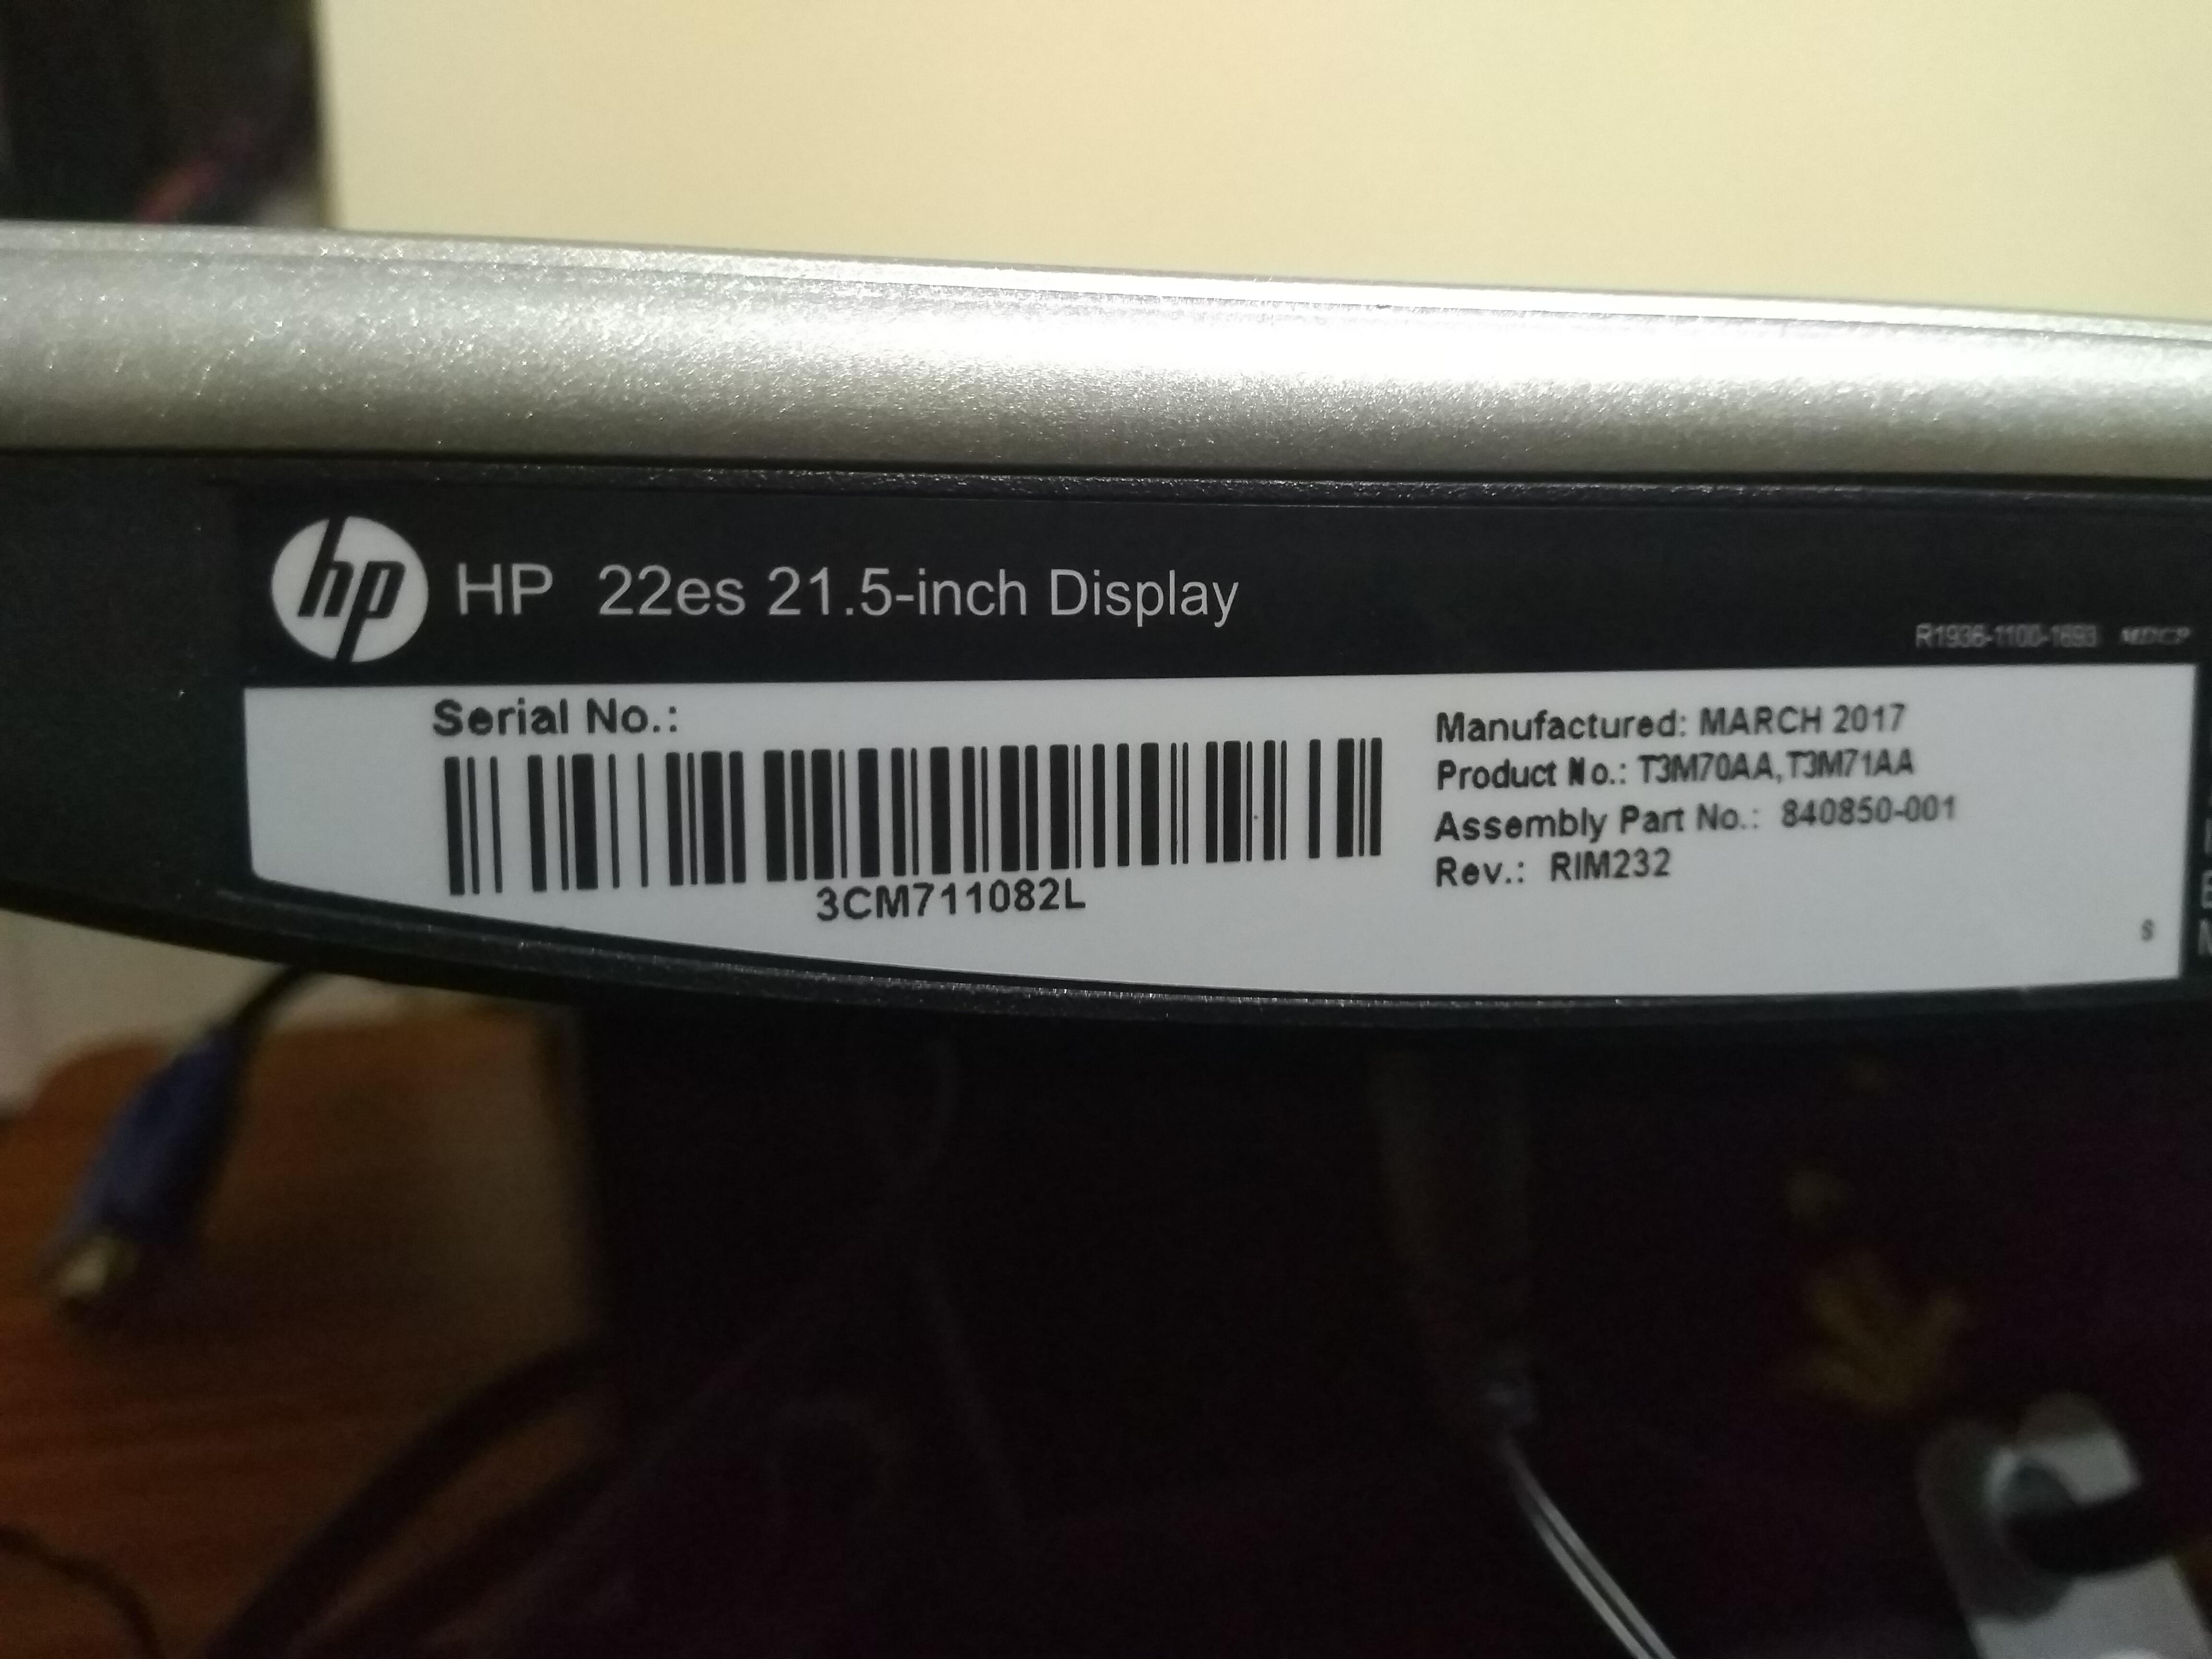 hp HP 22es 21.5-inch Display
R1936-1100-1693 MDCP
Serial No.:
3CM711082L
Manufactured: MARCH 2017
Product No.: T3M70AA,T3M71AA
Assembly Part No.: 840850-001
Rev.: RIM232
s